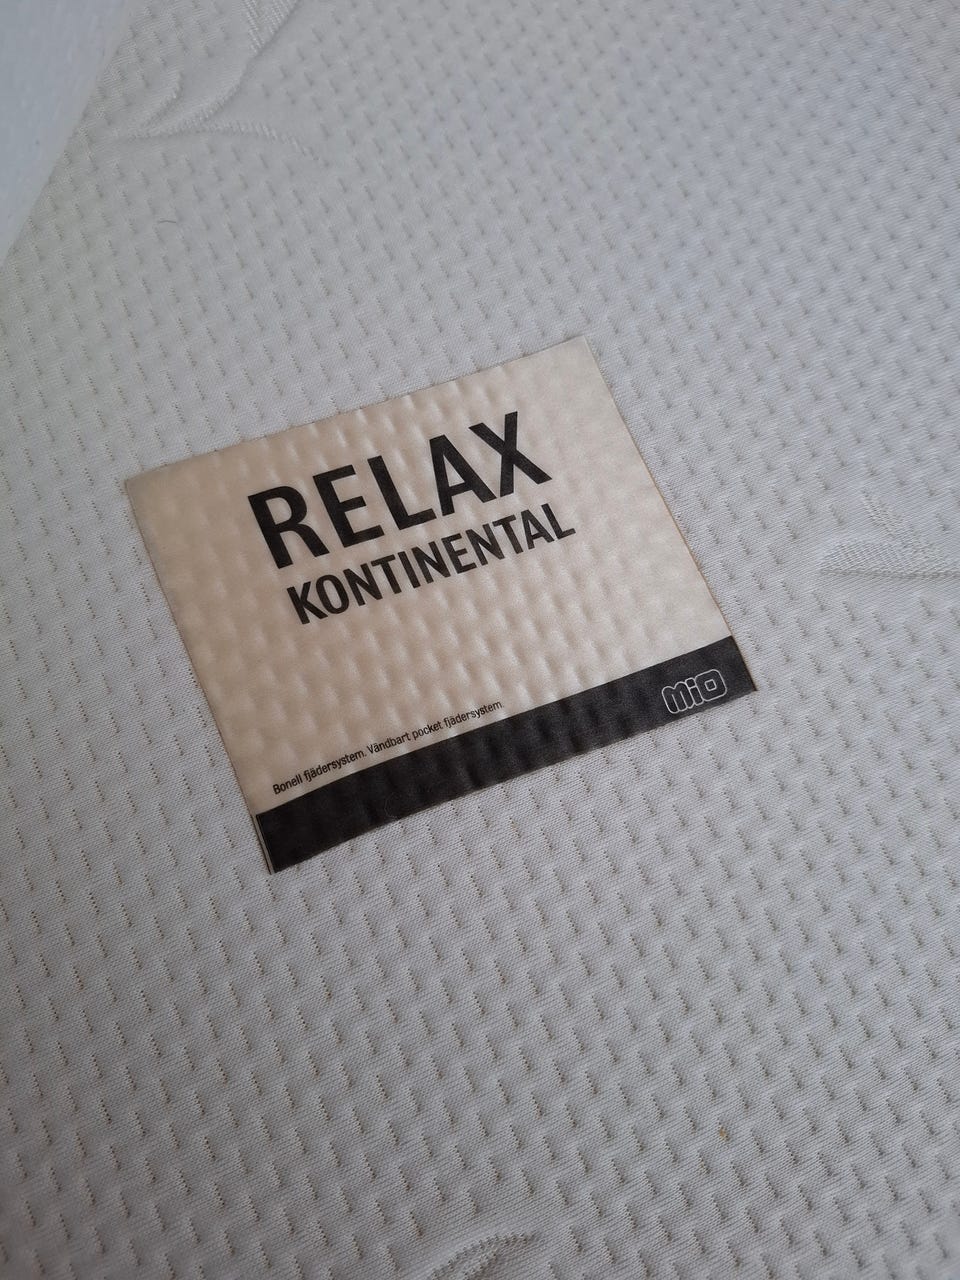 RELAX
KONTINENTAL
Bonell fjädersystem. Vändbart pocket fjädersystem.
MiO